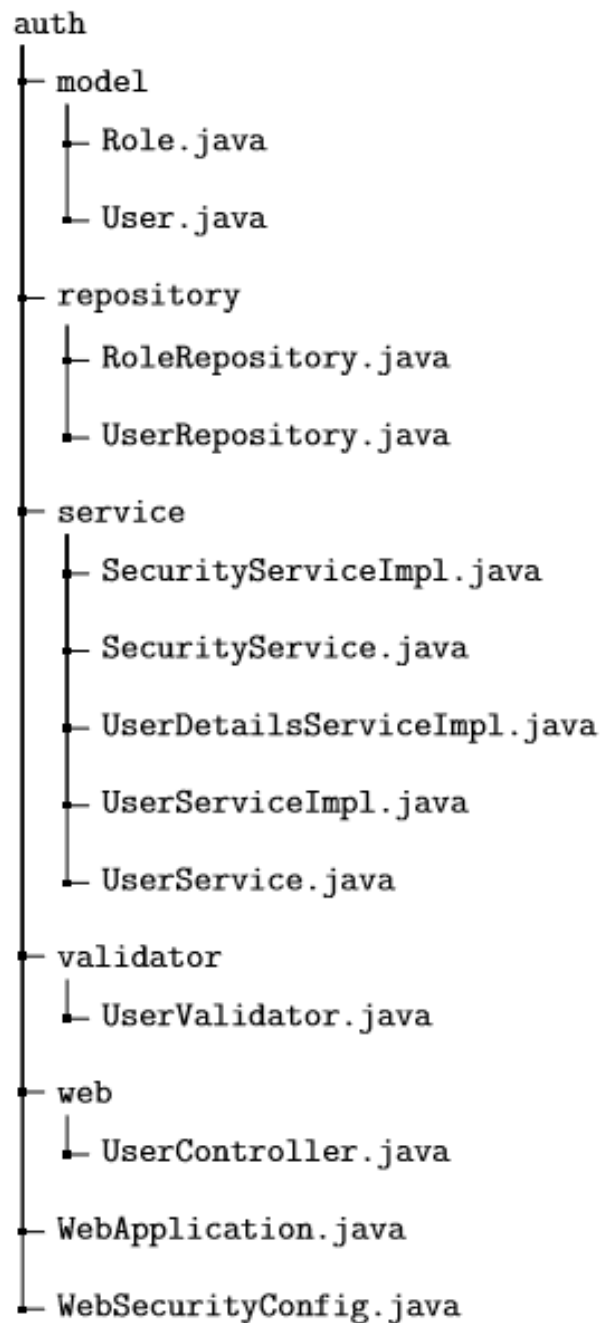 auth
model
Role.java
User.java
repository
RoleRepository.java
UserRepository.java
service
SecurityServiceImpl.java
SecurityService.java
UserDetailsServiceImpl.java
UserServiceImpl.java
UserService.java
validator
UserValidator.java
web
UserController.java
WebApplication.java
WebSecurityConfig.java